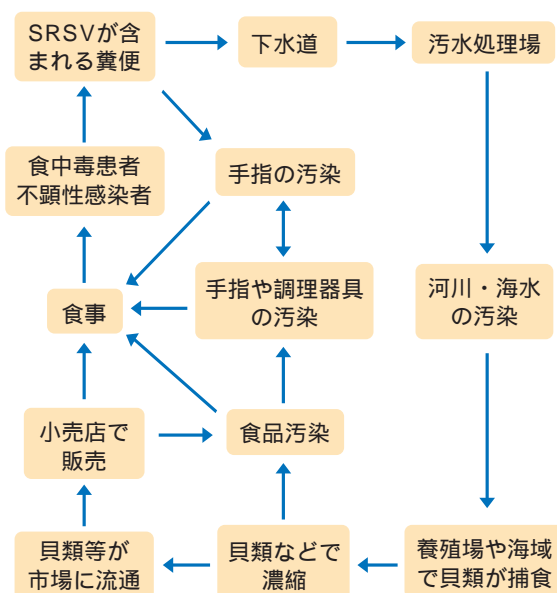 SRSVが含
まれる糞便
下水道
汚水処理場
食中毒患者
不顕性感染者
手指の汚染
食事
手指や調理器具
の汚染
河川・海水
の汚染
小売店で
販売
食品汚染
貝類等が
市場に流通
貝類などで
濃縮
養殖場や海域
で貝類が捕食